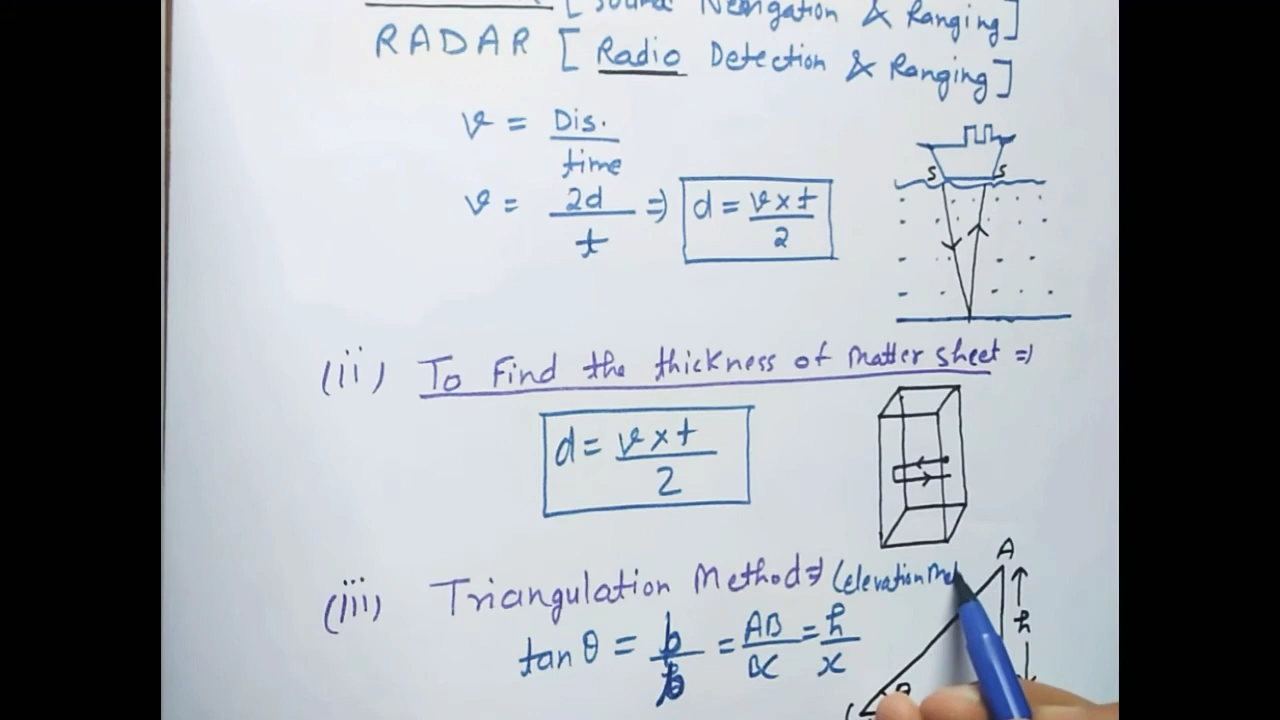 [Sound Navigation & Ranging]
RADAR [Radio Detection & Ranging]
v = Dis. / time
v = 2d / t ⇒ d = v x t / 2
S S
(ii) To Find the thickness of matter sheet ⇒
d = v x t / 2
(iii) Triangulation Method ⇒ (elevation
A
tan θ = = AB / BC = h / x
h
θ